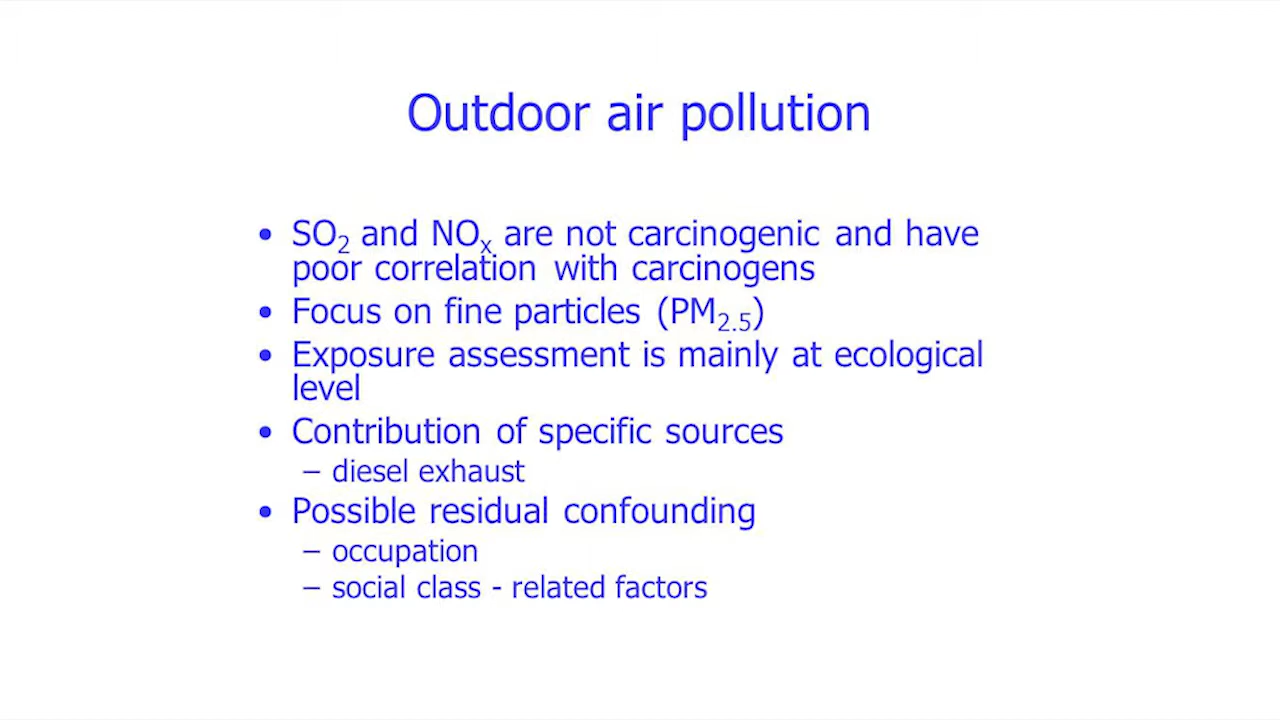 Outdoor air pollution
• SO₂ and NOₓ are not carcinogenic and have
poor correlation with carcinogens
• Focus on fine particles (PM₂.₅)
• Exposure assessment is mainly at ecological
level
• Contribution of specific sources
– diesel exhaust
• Possible residual confounding
– occupation
– social class - related factors